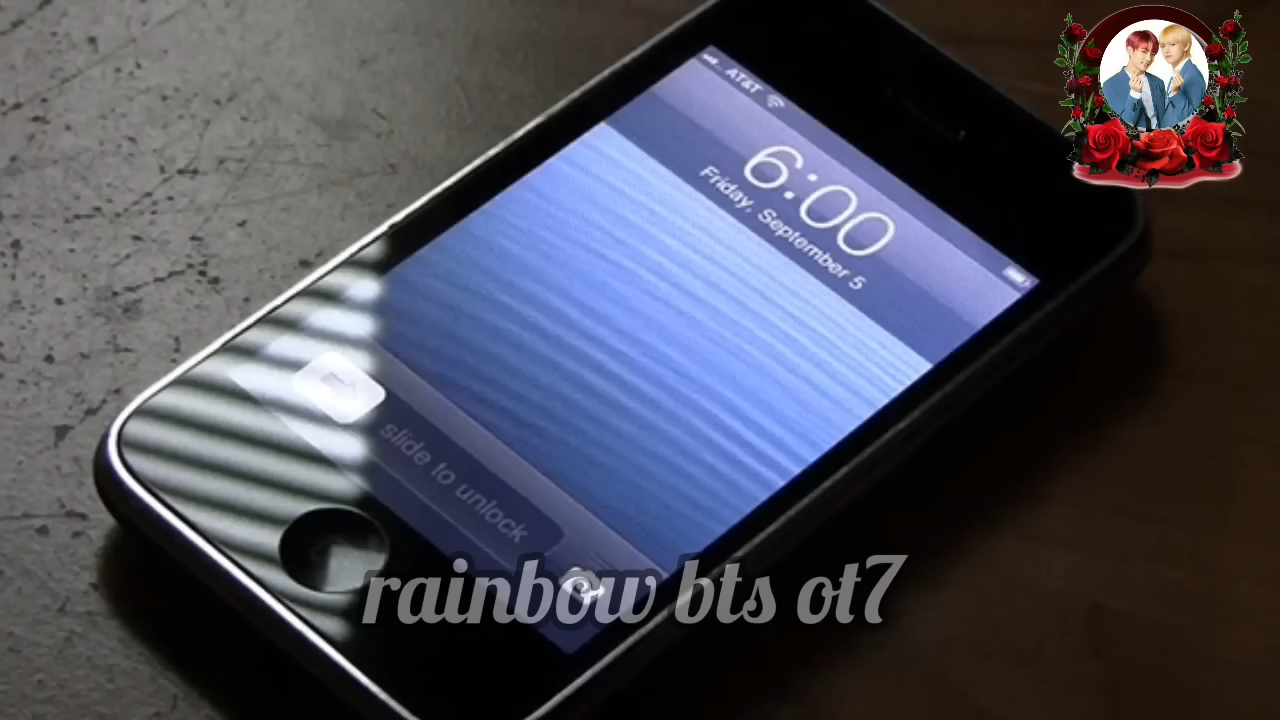 AT&T
6:00
Friday, September 5
slide to unlock
rainbow bts ot7